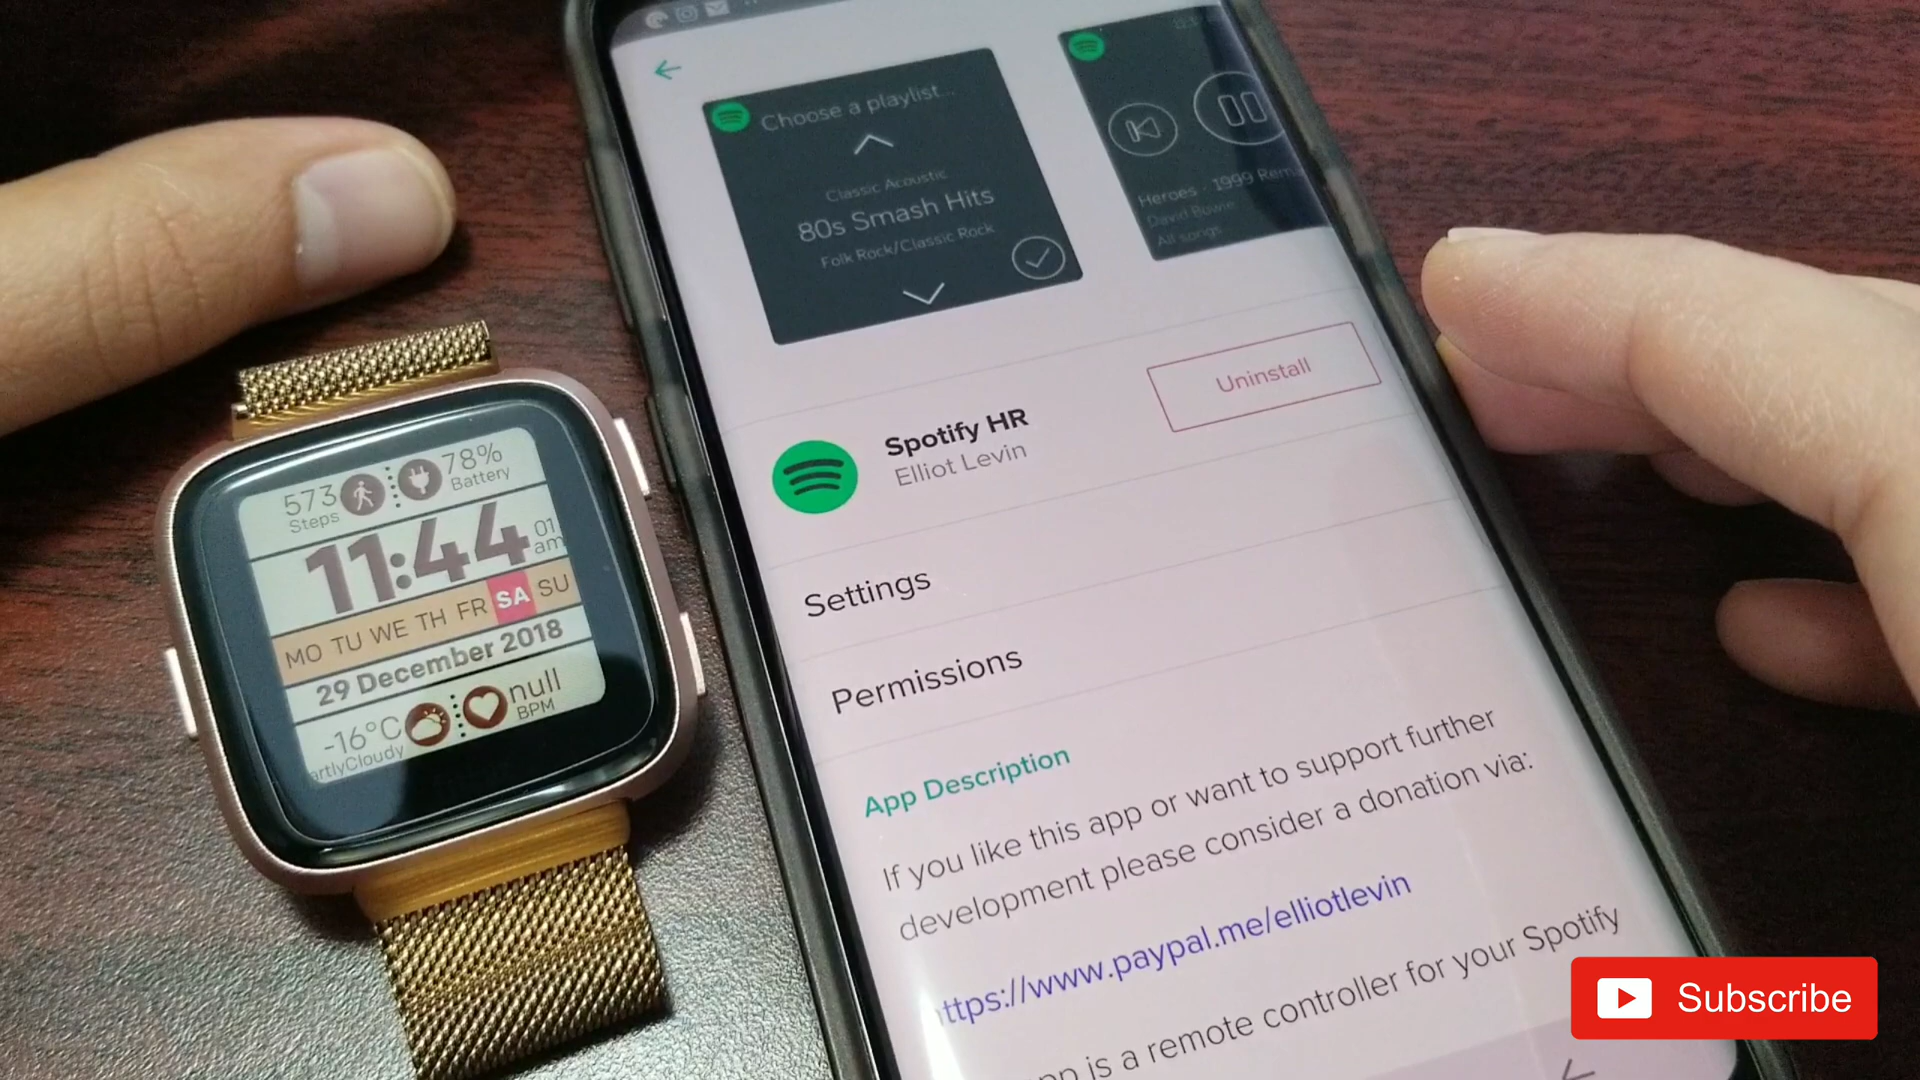 573
Steps
78%
Battery
11:44
01
am
MO TU WE TH FR SA SU
29 December 2018
-16°C
artlyCloudy
null
BPM
Choose a playlist...
Classic Acoustic
80s Smash Hits
Folk Rock/Classic Rock
Heroes - 1999 Rem
David Bowie
All songs
Spotify HR
Elliot Levin
Uninstall
Settings
Permissions
App Description
If you like this app or want to support further
development please consider a donation via:
ttps://www.paypal.me/elliotlevin
pp is a remote controller for your Spotify
Subscribe